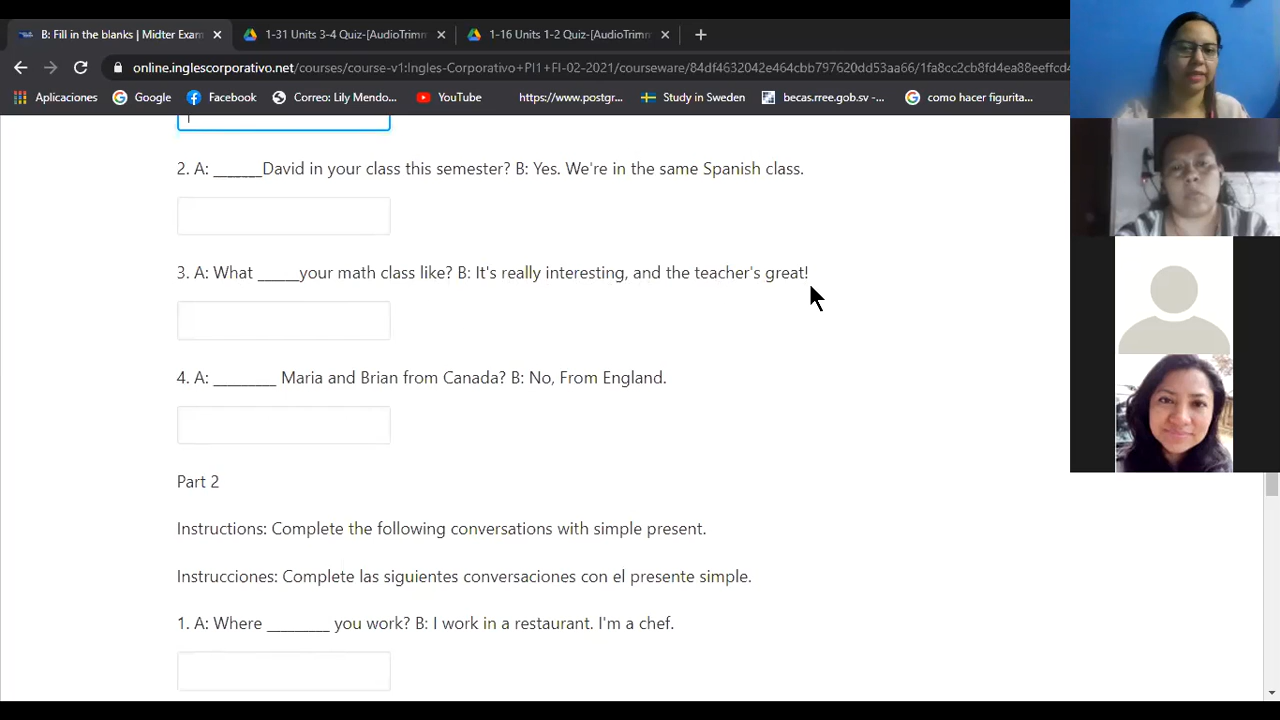 B: Fill in the blanks | Midter Exam
1-31 Units 3-4 Quiz-[AudioTrimm
1-16 Units 1-2 Quiz-[AudioTrimm
online.inglescorporativo.net/courses/course-v1:Ingles-Corporativo+PI1+FI-02-2021/courseware/84df4632042e464cbb797620dd53aa66/1fa8cc2cb8fd4ea88eeffcd4
Aplicaciones Google Facebook Correo: Lily Mendo... YouTube https://www.postgr... Study in Sweden becas.rree.gob.sv -... como hacer figurita...
2. A: _______David in your class this semester? B: Yes. We're in the same Spanish class.
3. A: What ______your math class like? B: It's really interesting, and the teacher's great!
4. A: _________ Maria and Brian from Canada? B: No, From England.
Part 2
Instructions: Complete the following conversations with simple present.
Instrucciones: Complete las siguientes conversaciones con el presente simple.
1. A: Where _________ you work? B: I work in a restaurant. I'm a chef.